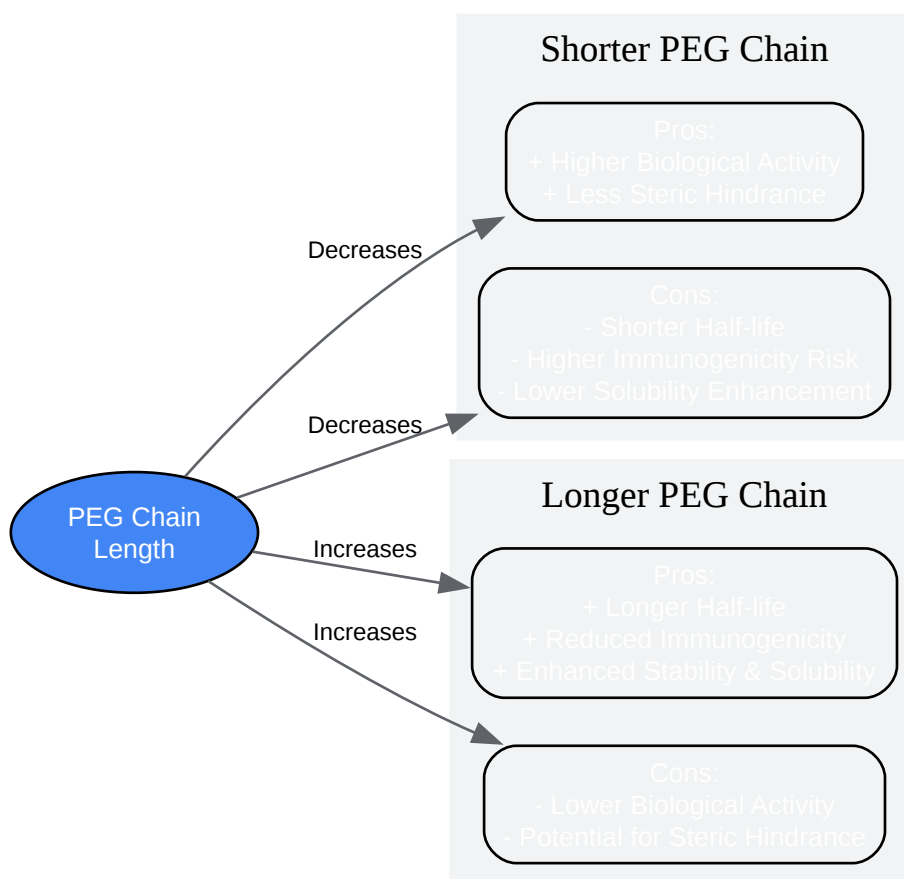 Shorter PEG Chain
Pros:
+ Higher Biological Activity
+ Less Steric Hindrance
Decreases
Cons:
- Shorter Half-life
- Higher Immunogenicity Risk
- Lower Solubility Enhancement
Decreases
PEG Chain
Length
Longer PEG Chain
Increases
Pros:
+ Longer Half-life
+ Reduced Immunogenicity
+ Enhanced Stability & Solubility
Increases
Cons:
- Lower Biological Activity
- Potential for Steric Hindrance